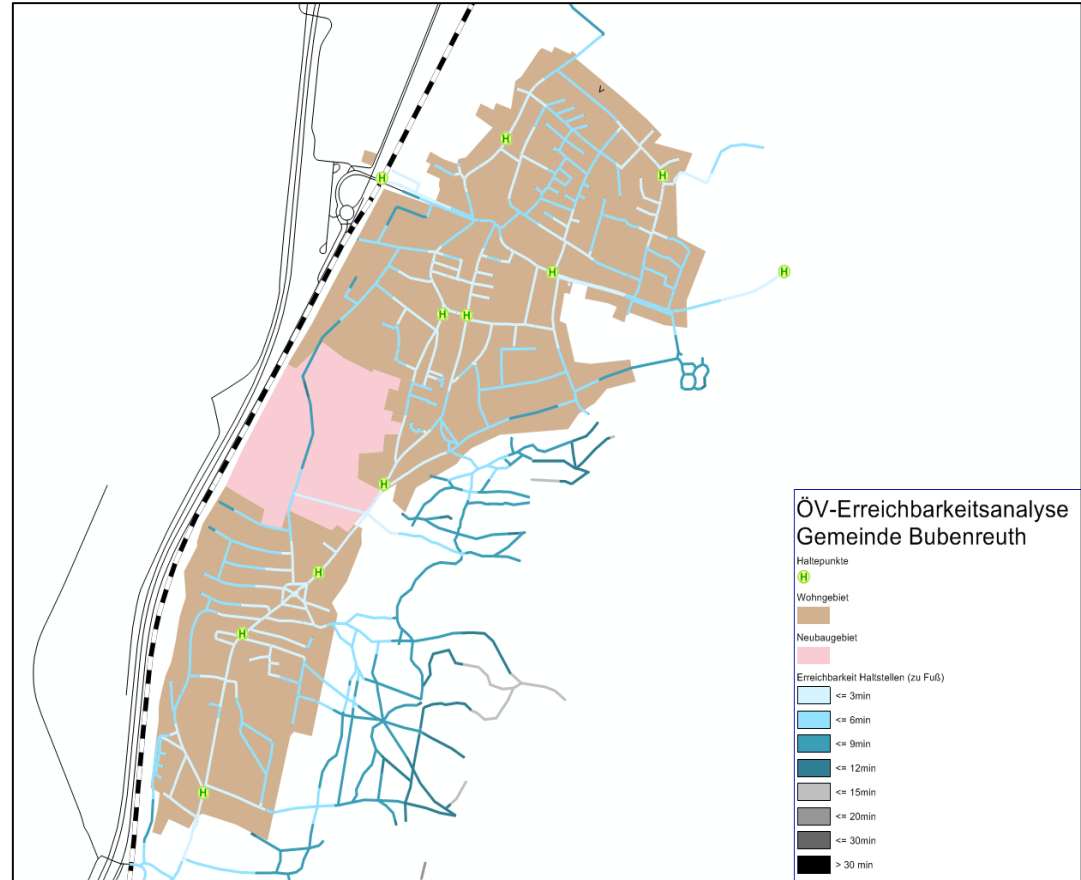 H
H
H
H
H
H
H
H
H
H
H
ÖV-Erreichbarkeitsanalyse
Gemeinde Bubenreuth
Haltepunkte
H
Wohngebiet
Neubaugebiet
Erreichbarkeit Haltstellen (zu Fuß)
<= 3min
<= 6min
<= 9min
<= 12min
<= 15min
<= 20min
<= 30min
> 30 min